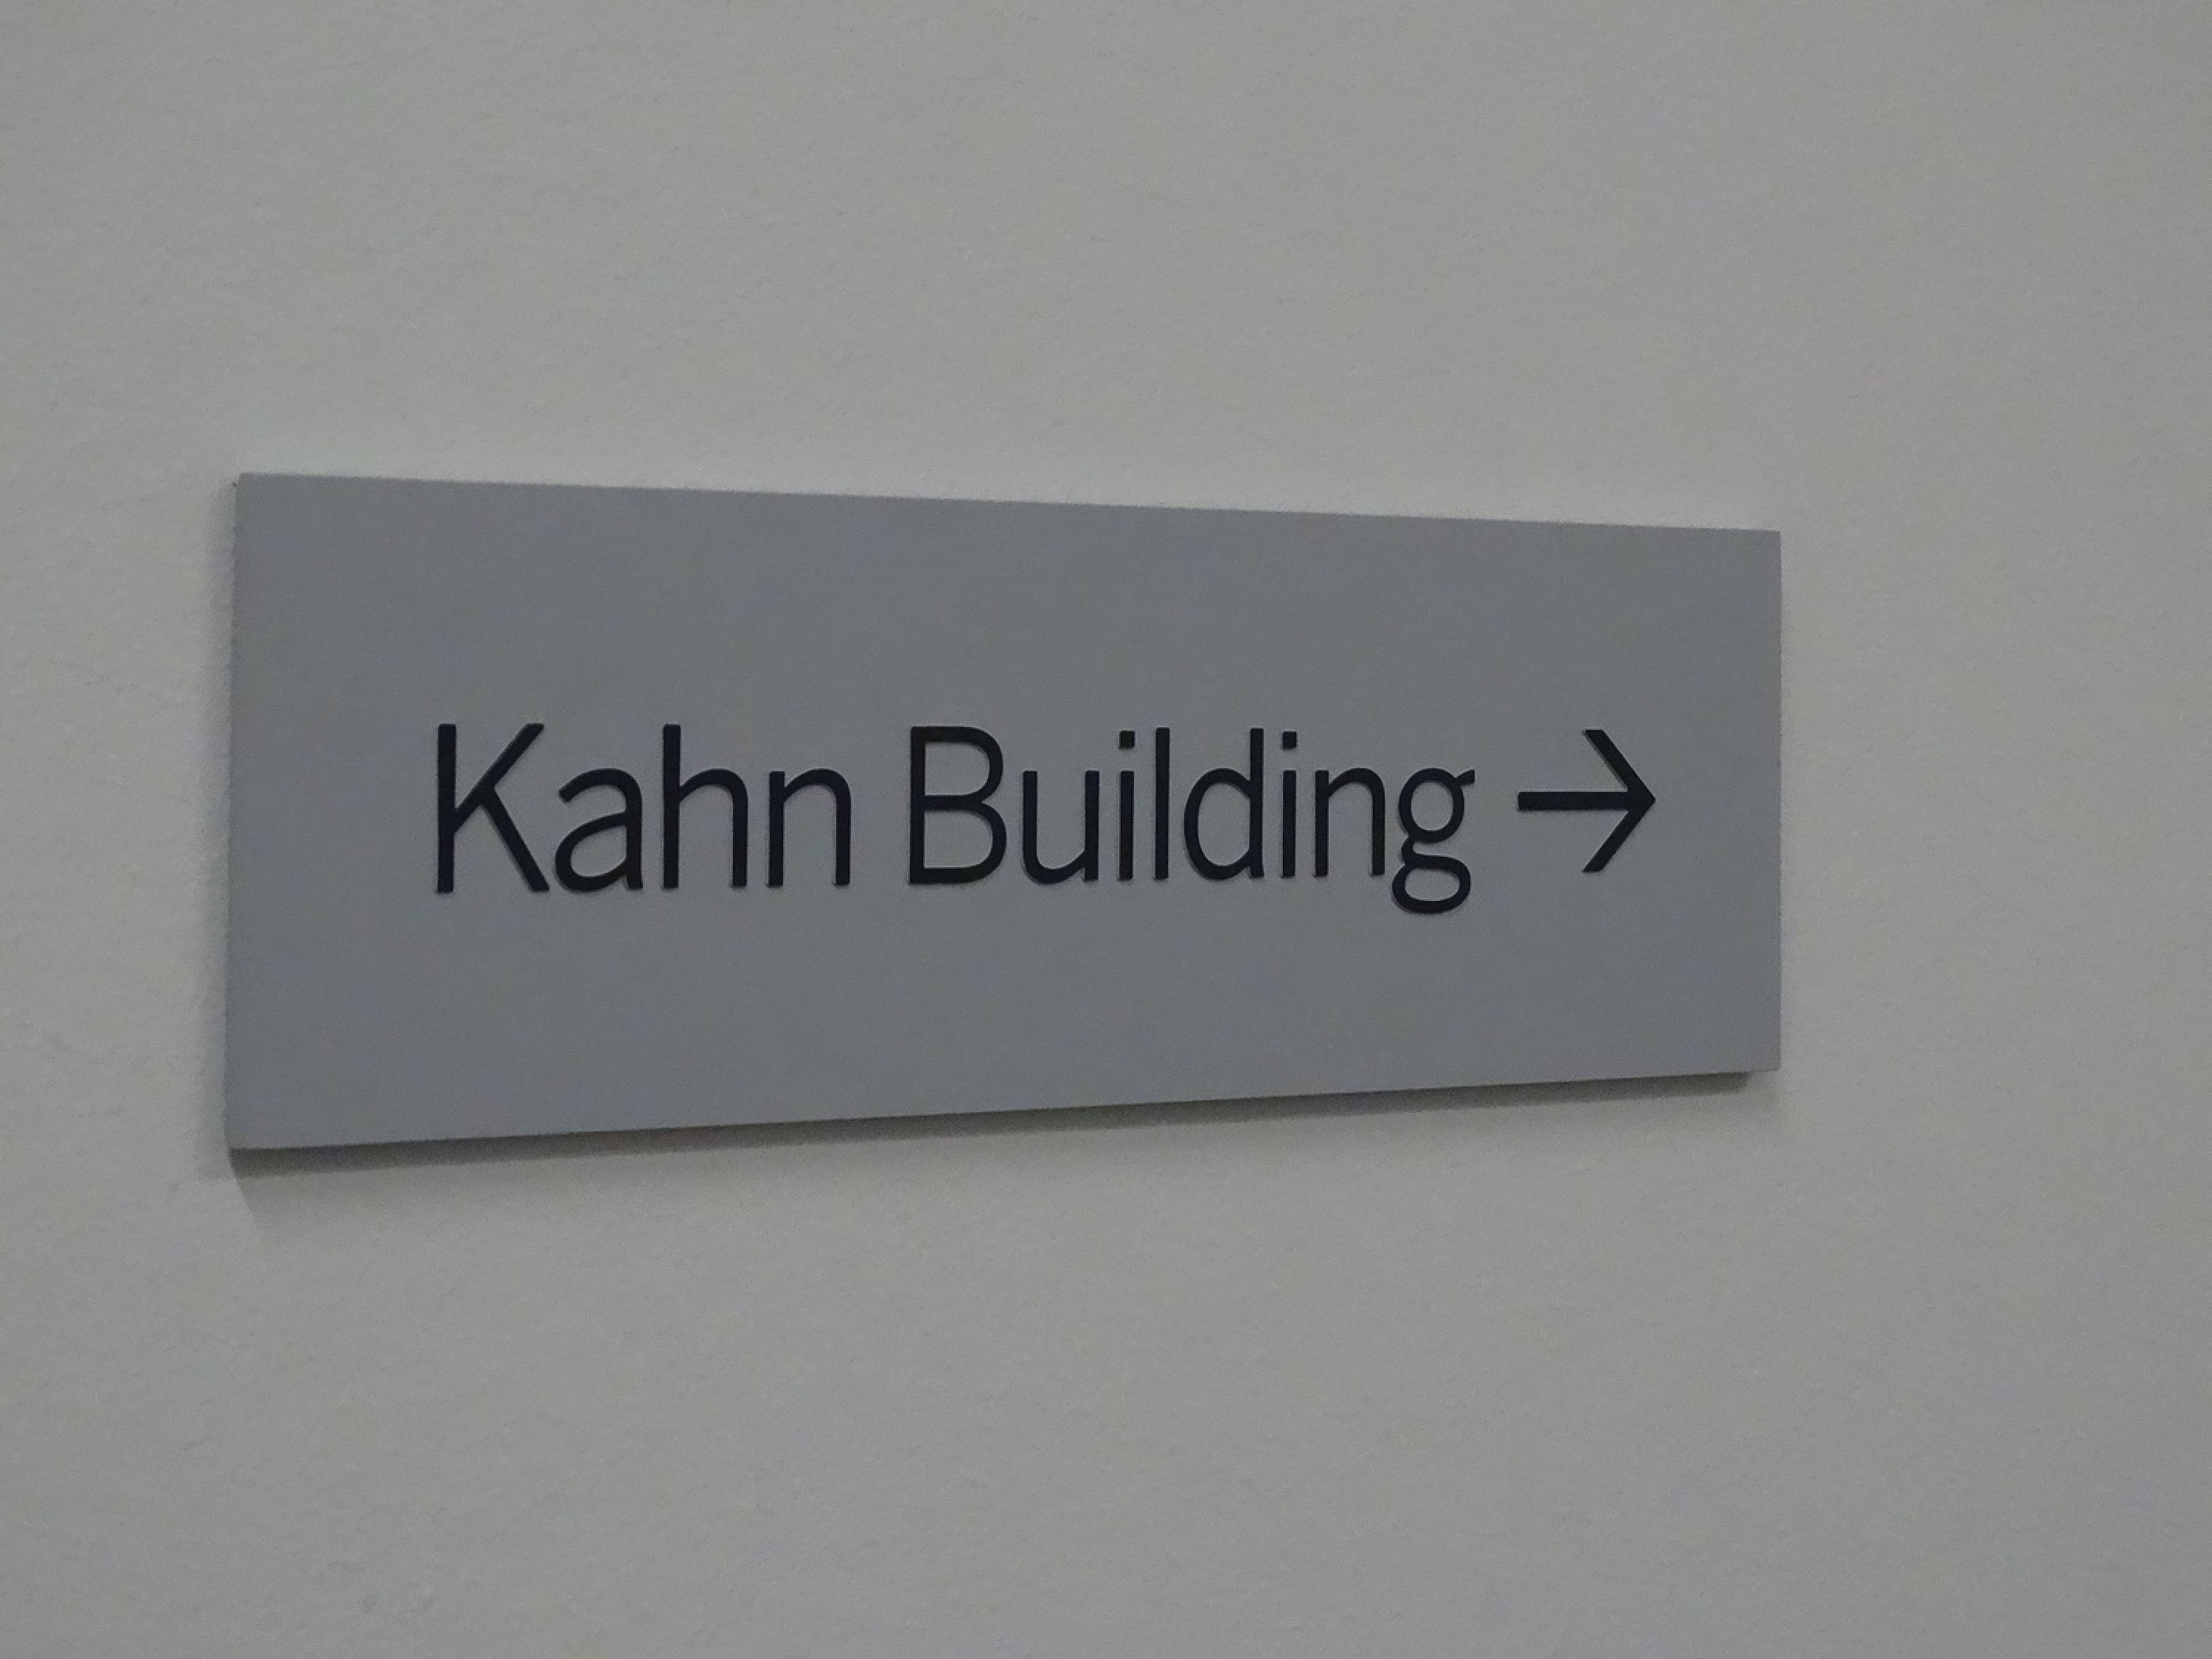 Kahn Building →